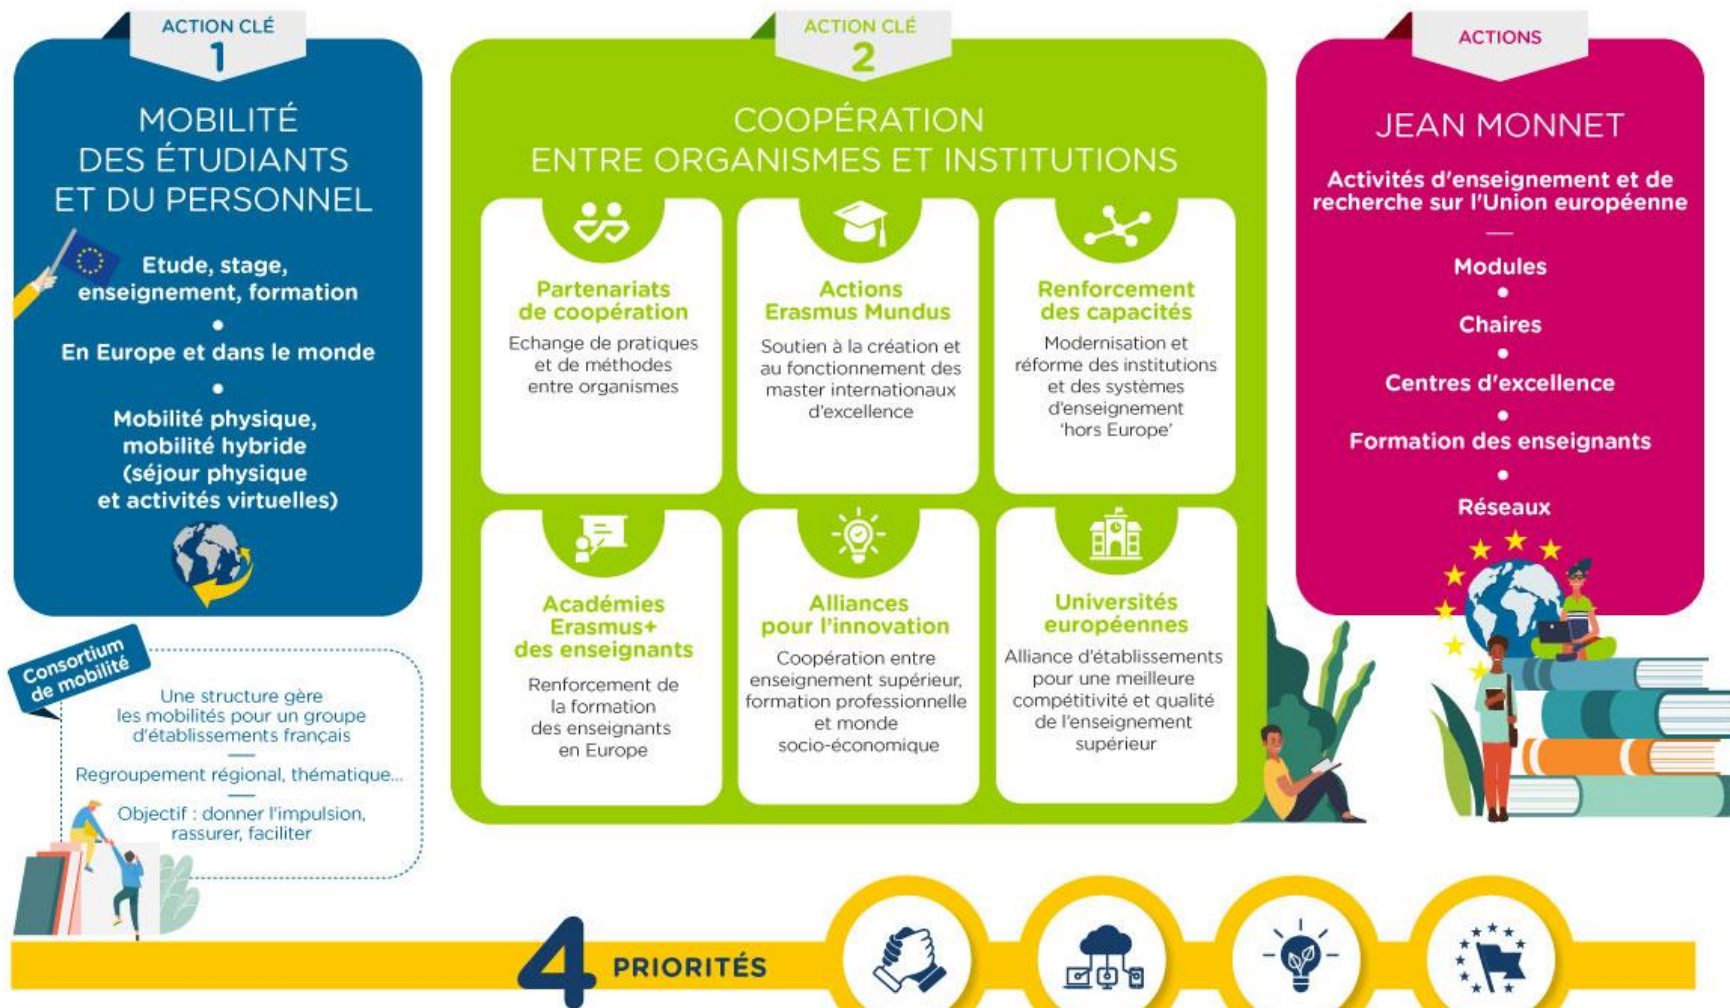 ACTION CLÉ
1
MOBILITÉ
DES ÉTUDIANTS
ET DU PERSONNEL
Etude, stage,
enseignement, formation
En Europe et dans le monde
Mobilité physique,
mobilité hybride
(séjour physique
et activités virtuelles)
Consortium
de mobilité
Une structure gère
les mobilités pour un groupe
d'établissements français
Regroupement régional, thématique...
Objectif : donner l'impulsion,
rassurer, faciliter
ACTION CLÉ
2
COOPÉRATION
ENTRE ORGANISMES ET INSTITUTIONS
Partenariats
de coopération
Echange de pratiques
et de méthodes
entre organismes
Actions
Erasmus Mundus
Soutien à la création et
au fonctionnement des
master internationaux
d'excellence
Renforcement
des capacités
Modernisation et
réforme des institutions
et des systèmes
d'enseignement
‘hors Europe’
Académies
Erasmus+
des enseignants
Renforcement de
la formation
des enseignants
en Europe
Alliances
pour l'innovation
Coopération entre
enseignement supérieur,
formation professionnelle
et monde
socio-économique
Universités
européennes
Alliance d'établissements
pour une meilleure
compétitivité et qualité
de l'enseignement
supérieur
ACTIONS
JEAN MONNET
Activités d'enseignement et de
recherche sur l'Union européenne
Modules
Chaires
Centres d'excellence
Formation des enseignants
Réseaux
4 PRIORITÉS